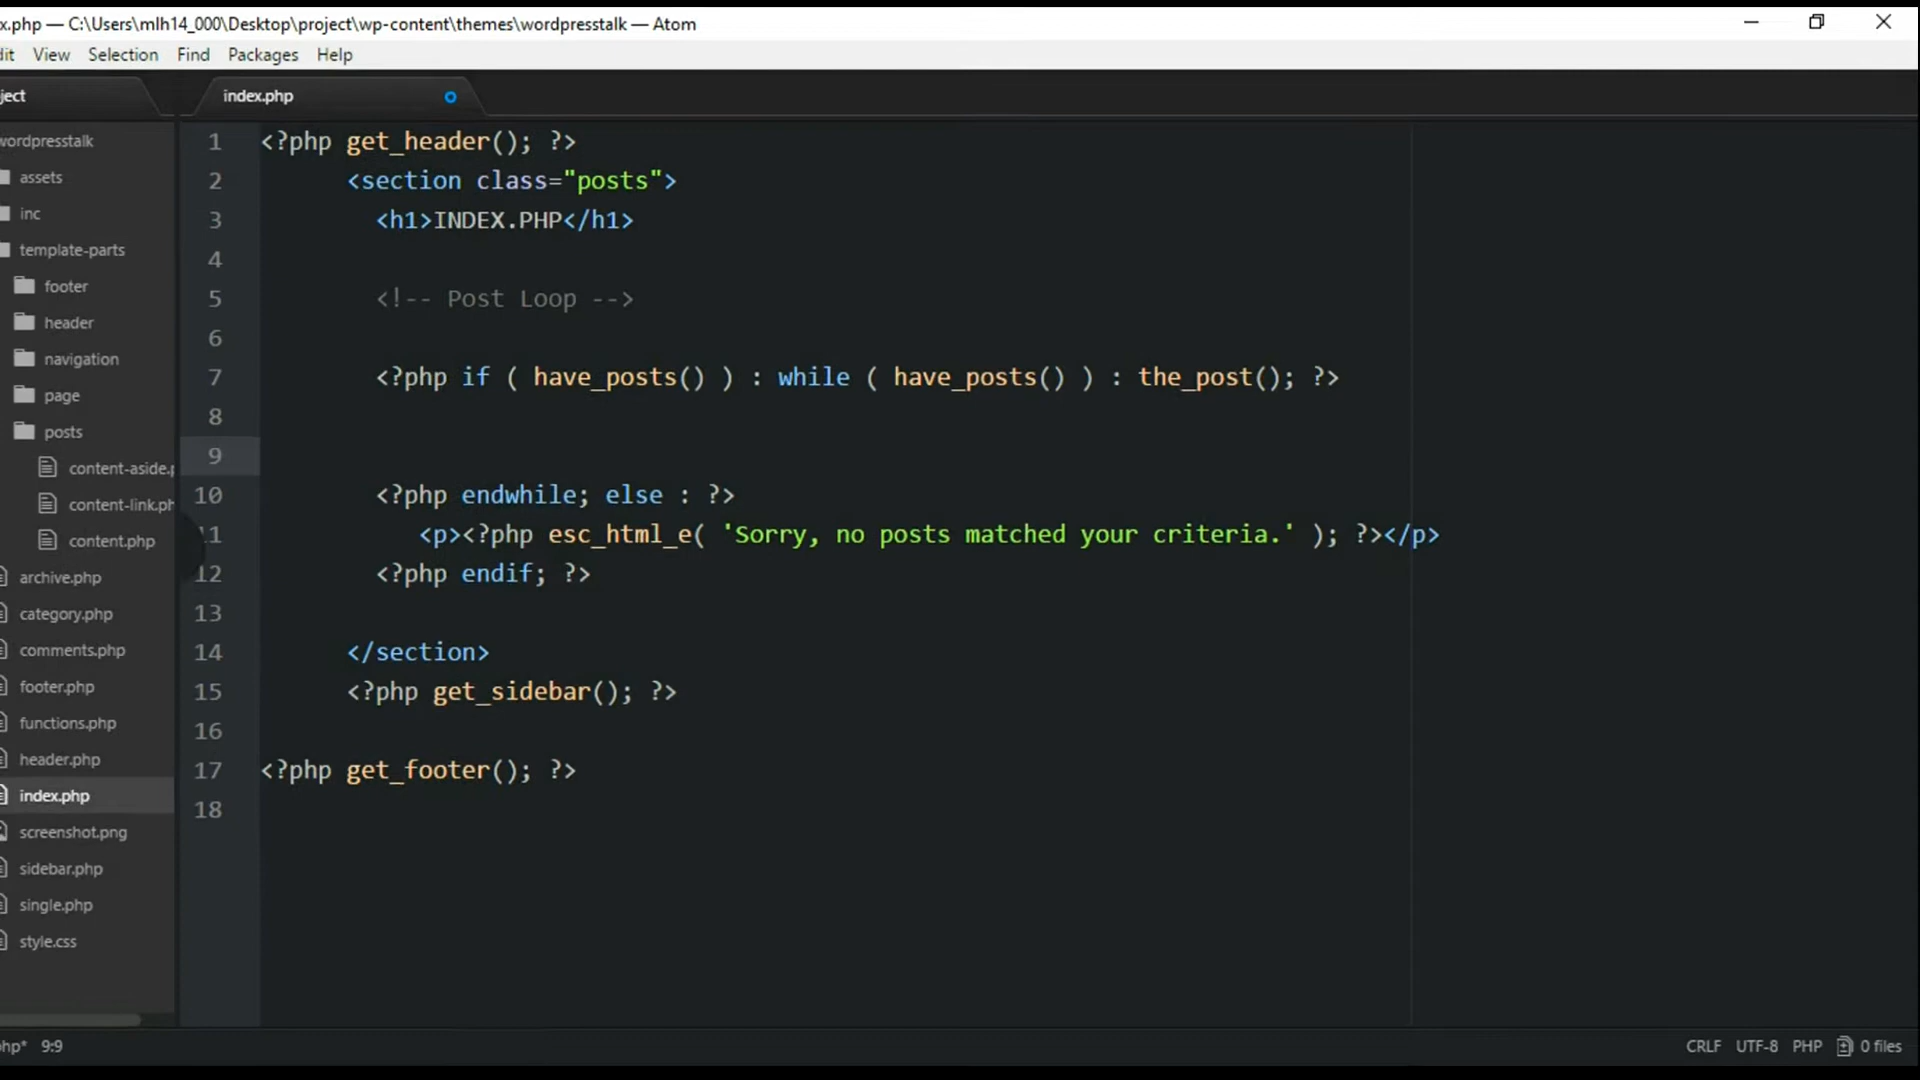 x.php — C:\Users\mlh14_000\Desktop\project\wp-content\themes\wordpresstalk — Atom
dit View Selection Find Packages Help
ject
index.php
wordpresstalk
assets
inc
template-parts
footer
header
navigation
page
posts
content-aside.p
content-link.ph
content.php
archive.php
category.php
comments.php
footer.php
functions.php
header.php
index.php
screenshot.png
sidebar.php
single.php
style.css
1 <?php get_header(); ?>
2 <section class="posts">
3 <h1>INDEX.PHP</h1>
4
5 <!-- Post Loop -->
6
7 <?php if ( have_posts() ) : while ( have_posts() ) : the_post(); ?>
8
9
10 <?php endwhile; else : ?>
11 <p><?php esc_html_e( 'Sorry, no posts matched your criteria.' ); ?></p>
12 <?php endif; ?>
13
14 </section>
15 <?php get_sidebar(); ?>
16
17 <?php get_footer(); ?>
18
php* 9:9
CRLF UTF-8 PHP 0 files